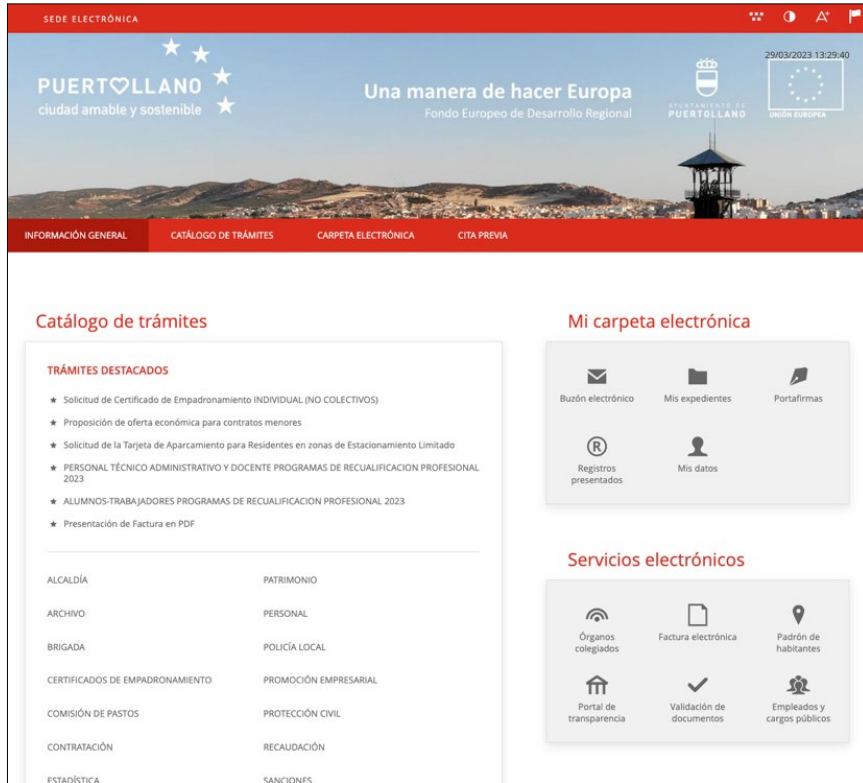 SEDE ELECTRÓNICA
29/03/2023 13:29:40
PUERTOLLANO
ciudad amable y sostenible
Una manera de hacer Europa
Fondo Europeo de Desarrollo Regional
AYUNTAMIENTO DE
PUERTOLLANO
UNIÓN EUROPEA
INFORMACIÓN GENERAL
CATÁLOGO DE TRÁMITES
CARPETA ELECTRÓNICA
CITA PREVIA
Catálogo de trámites
TRÁMITES DESTACADOS
Solicitud de Certificado de Empadronamiento INDIVIDUAL (NO COLECTIVOS)
Proposición de oferta económica para contratos menores
Solicitud de la Tarjeta de Aparcamiento para Residentes en zonas de Estacionamiento Limitado
PERSONAL TÉCNICO ADMINISTRATIVO Y DOCENTE PROGRAMAS DE RECUALIFICACION PROFESIONAL
2023
ALUMNOS-TRABAJADORES PROGRAMAS DE RECUALIFICACION PROFESIONAL 2023
Presentación de Factura en PDF
ALCALDÍA
PATRIMONIO
ARCHIVO
PERSONAL
BRIGADA
POLICÍA LOCAL
CERTIFICADOS DE EMPADRONAMIENTO
PROMOCIÓN EMPRESARIAL
COMISIÓN DE PASTOS
PROTECCIÓN CIVIL
CONTRATACIÓN
RECAUDACIÓN
ESTADÍSTICA
SANCIONES
Mi carpeta electrónica
Buzón electrónico
Mis expedientes
Portafirmas
Registros
presentados
Mis datos
Servicios electrónicos
Órganos
colegiados
Factura electrónica
Padrón de
habitantes
Portal de
transparencia
Validación de
documentos
Empleados y
cargos públicos